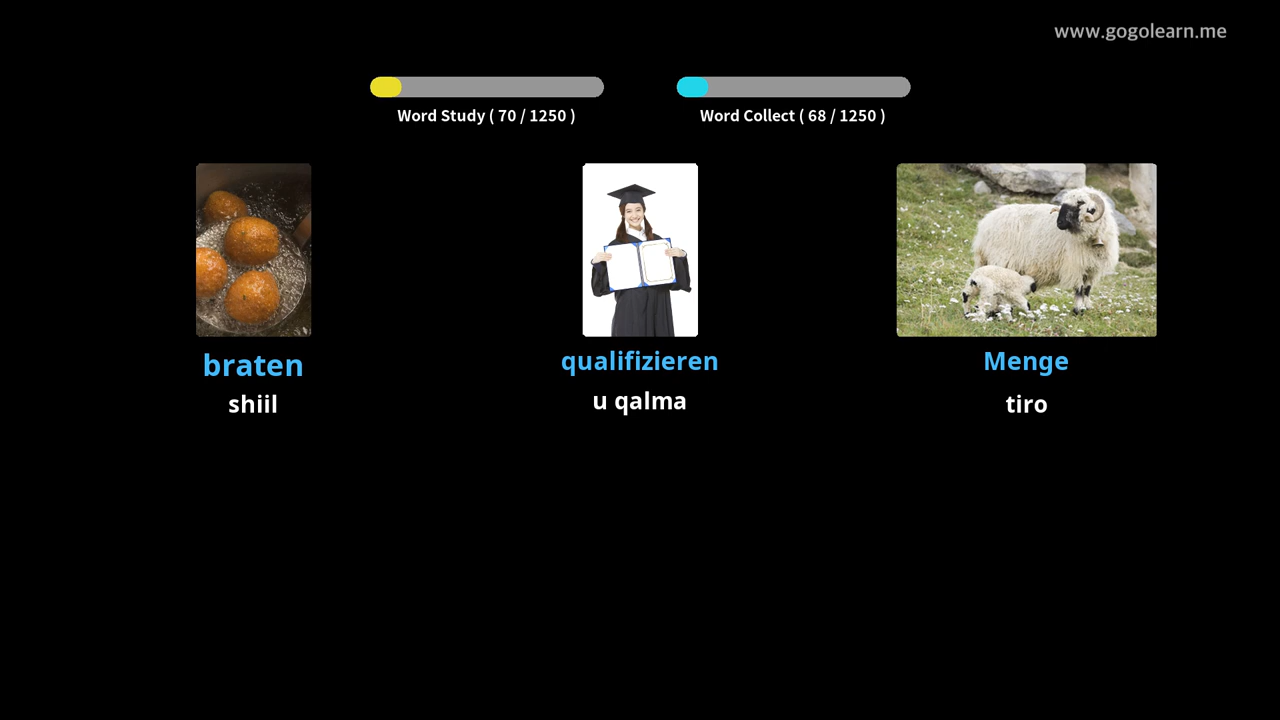 www.gogolearn.me
Word Study ( 70 / 1250 )
Word Collect ( 68 / 1250 )
braten
shiil
qualifizieren
u qalma
Menge
tiro